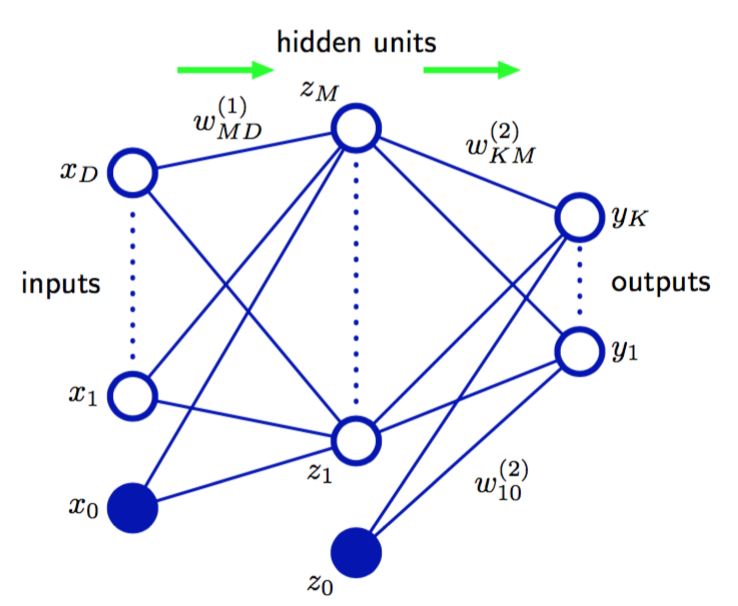 hidden units
z_M
w_{MD}^{(1)}
w_{KM}^{(2)}
x_D
y_K
inputs
outputs
y_1
x_1
z_1
w_{10}^{(2)}
x_0
z_0